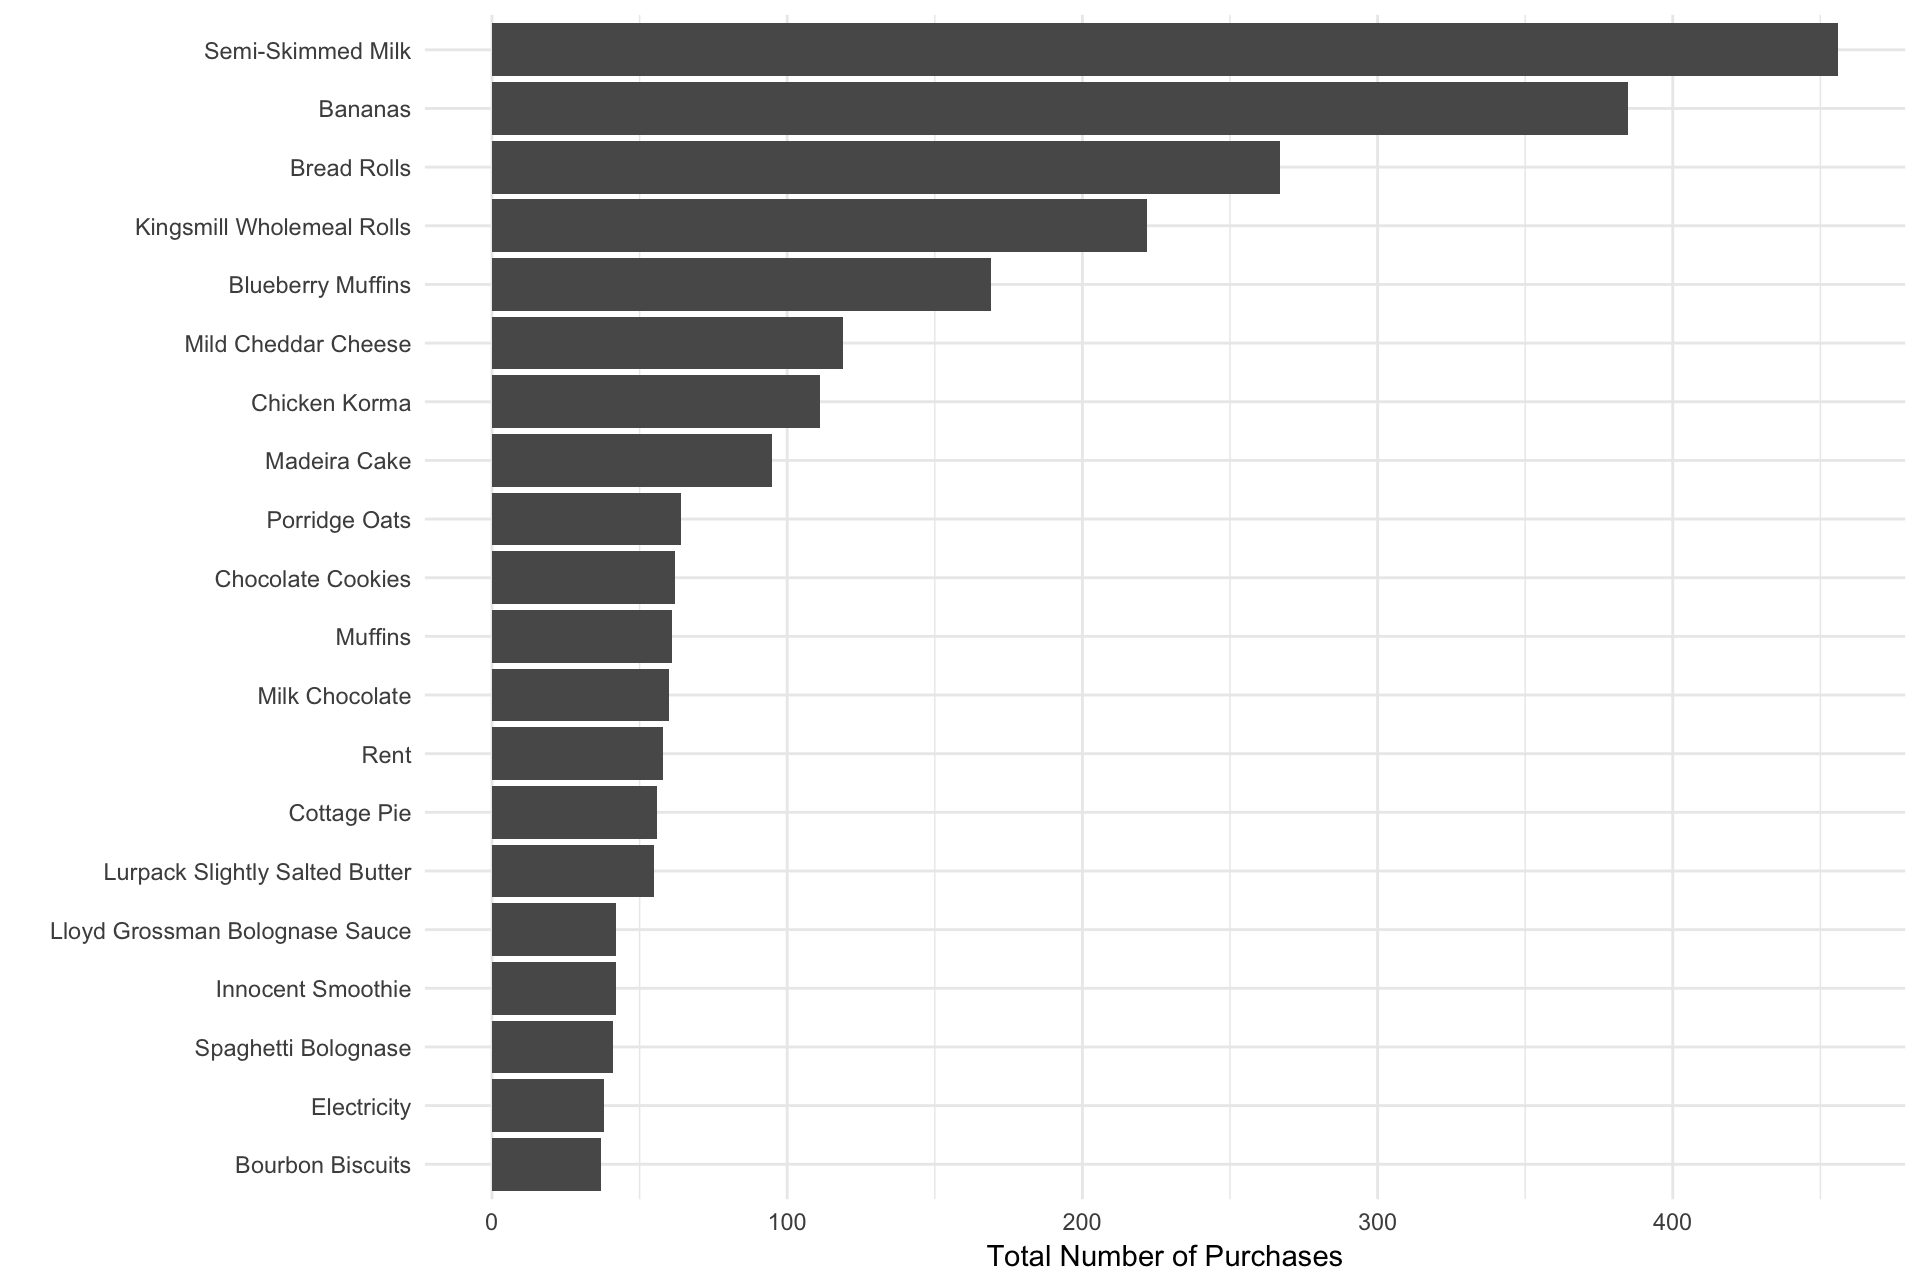 Semi-Skimmed Milk
Bananas
Bread Rolls
Kingsmill Wholemeal Rolls
Blueberry Muffins
Mild Cheddar Cheese
Chicken Korma
Madeira Cake
Porridge Oats
Chocolate Cookies
Muffins
Milk Chocolate
Rent
Cottage Pie
Lurpack Slightly Salted Butter
Lloyd Grossman Bolognase Sauce
Innocent Smoothie
Spaghetti Bolognase
Electricity
Bourbon Biscuits
0 100 200 300 400
Total Number of Purchases